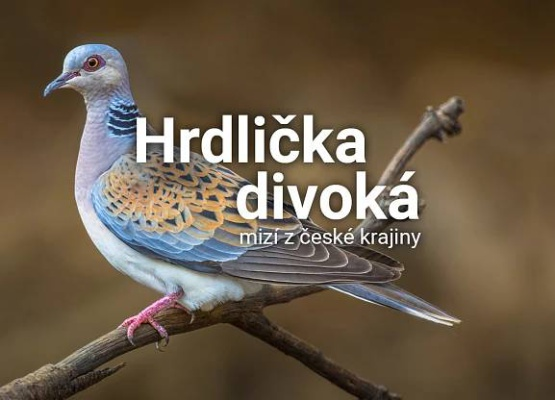 Hrdlička
divoká
mizí z české krajiny